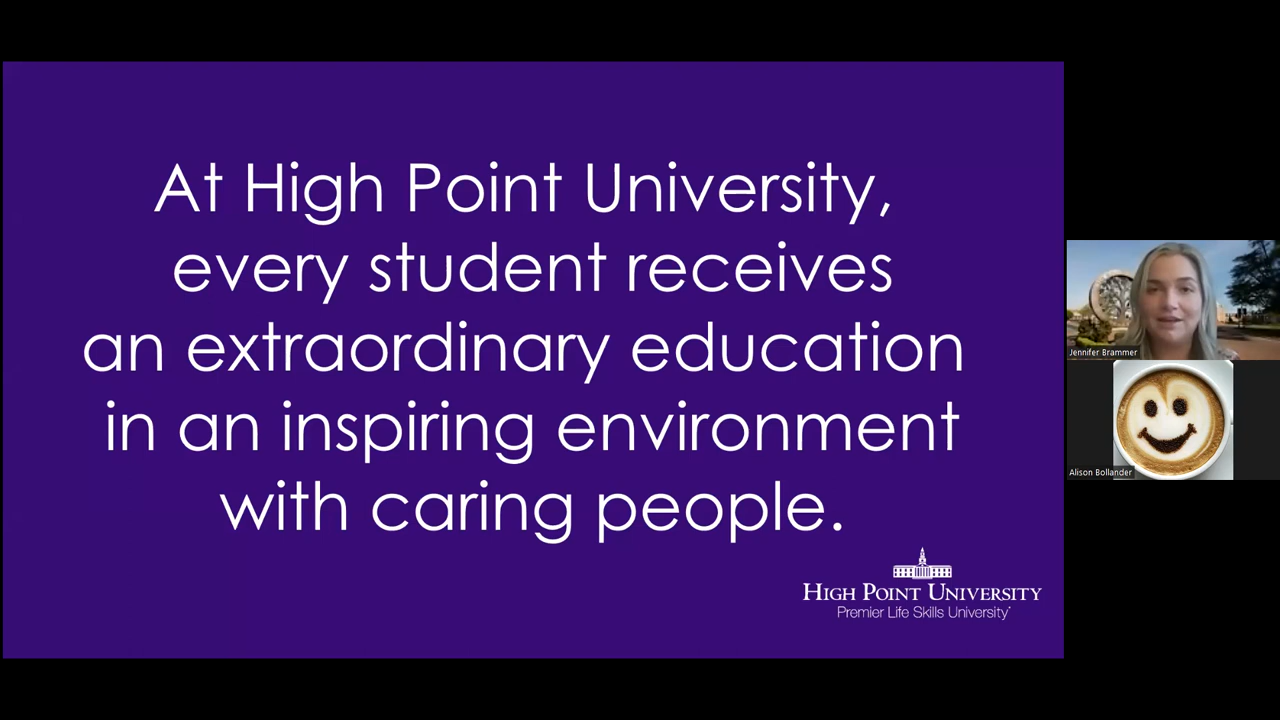 At High Point University,
every student receives
an extraordinary education
in an inspiring environment
with caring people.
HIGH POINT UNIVERSITY
Premier Life Skills University
Jennifer Brammer
Alison Bollander